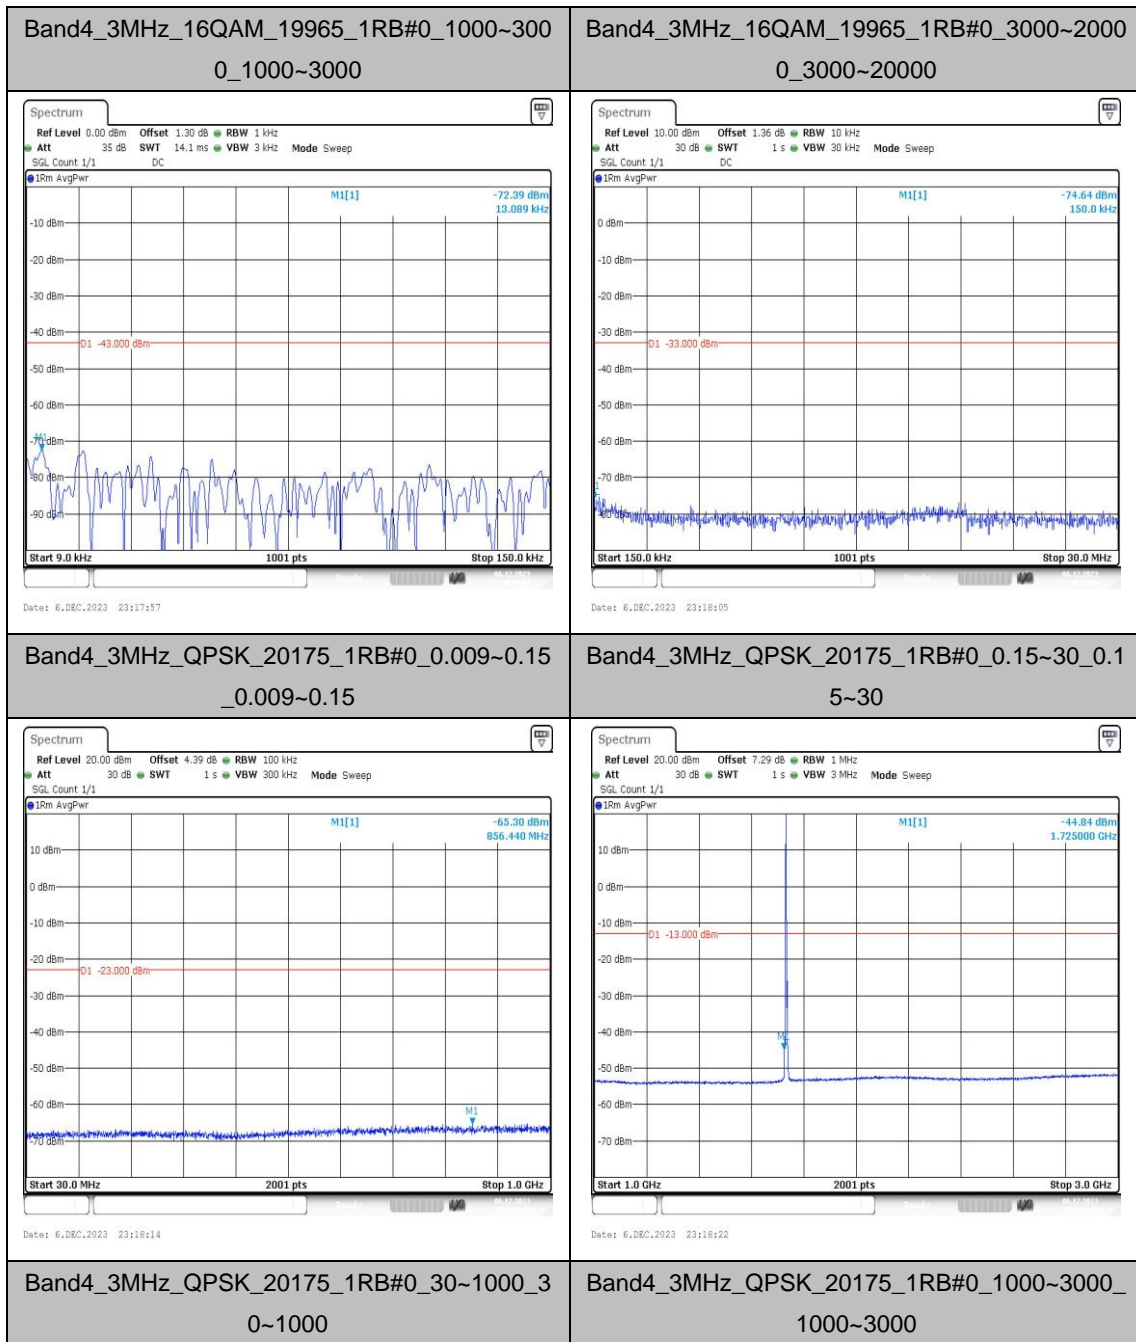 Band4_3MHz_16QAM_19965_1RB#0_1000~300
0_1000~3000
Band4_3MHz_16QAM_19965_1RB#0_3000~2000
0_3000~20000
Spectrum
Ref Level 0.00 dBm Offset 1.30 dB RBW 1 kHz
Att 35 dB SWT 14.1 ms VBW 3 kHz Mode Sweep
SGL Count 1/1 DC
1Rm AvgPwr
M1[1] -72.39 dBm
13.089 kHz
-10 dBm
-20 dBm
-30 dBm
-40 dBm
D1 -43.000 dBm
-50 dBm
-60 dBm
M1
-70 dBm
-80 dBm
-90 dBm
Start 9.0 kHz 1001 pts Stop 150.0 kHz
Date: 6.DEC.2023 23:17:57
Spectrum
Ref Level 10.00 dBm Offset 1.36 dB RBW 10 kHz
Att 30 dB SWT 1 s VBW 30 kHz Mode Sweep
SGL Count 1/1 DC
1Rm AvgPwr
M1[1] -74.64 dBm
150.0 kHz
0 dBm
-10 dBm
-20 dBm
-30 dBm
D1 -33.000 dBm
-40 dBm
-50 dBm
-60 dBm
-70 dBm
-80 dBm
Start 150.0 kHz 1001 pts Stop 30.0 MHz
Date: 6.DEC.2023 23:18:05
Band4_3MHz_QPSK_20175_1RB#0_0.009~0.15
_0.009~0.15
Band4_3MHz_QPSK_20175_1RB#0_0.15~30_0.1
5~30
Spectrum
Ref Level 20.00 dBm Offset 4.39 dB RBW 100 kHz
Att 30 dB SWT 1 s VBW 300 kHz Mode Sweep
SGL Count 1/1
1Rm AvgPwr
M1[1] -65.30 dBm
856.440 MHz
10 dBm
0 dBm
-10 dBm
-20 dBm
D1 -23.000 dBm
-30 dBm
-40 dBm
-50 dBm
-60 dBm
M1
-70 dBm
Start 30.0 MHz 2001 pts Stop 1.0 GHz
Date: 6.DEC.2023 23:18:14
Spectrum
Ref Level 20.00 dBm Offset 7.29 dB RBW 1 MHz
Att 30 dB SWT 1 s VBW 3 MHz Mode Sweep
SGL Count 1/1
1Rm AvgPwr
M1[1] -44.84 dBm
1.725000 GHz
10 dBm
0 dBm
-10 dBm
D1 -13.000 dBm
-20 dBm
-30 dBm
-40 dBm
-50 dBm
-60 dBm
-70 dBm
Start 1.0 GHz 2001 pts Stop 3.0 GHz
Date: 6.DEC.2023 23:18:22
Band4_3MHz_QPSK_20175_1RB#0_30~1000_3
0~1000
Band4_3MHz_QPSK_20175_1RB#0_1000~3000_
1000~3000